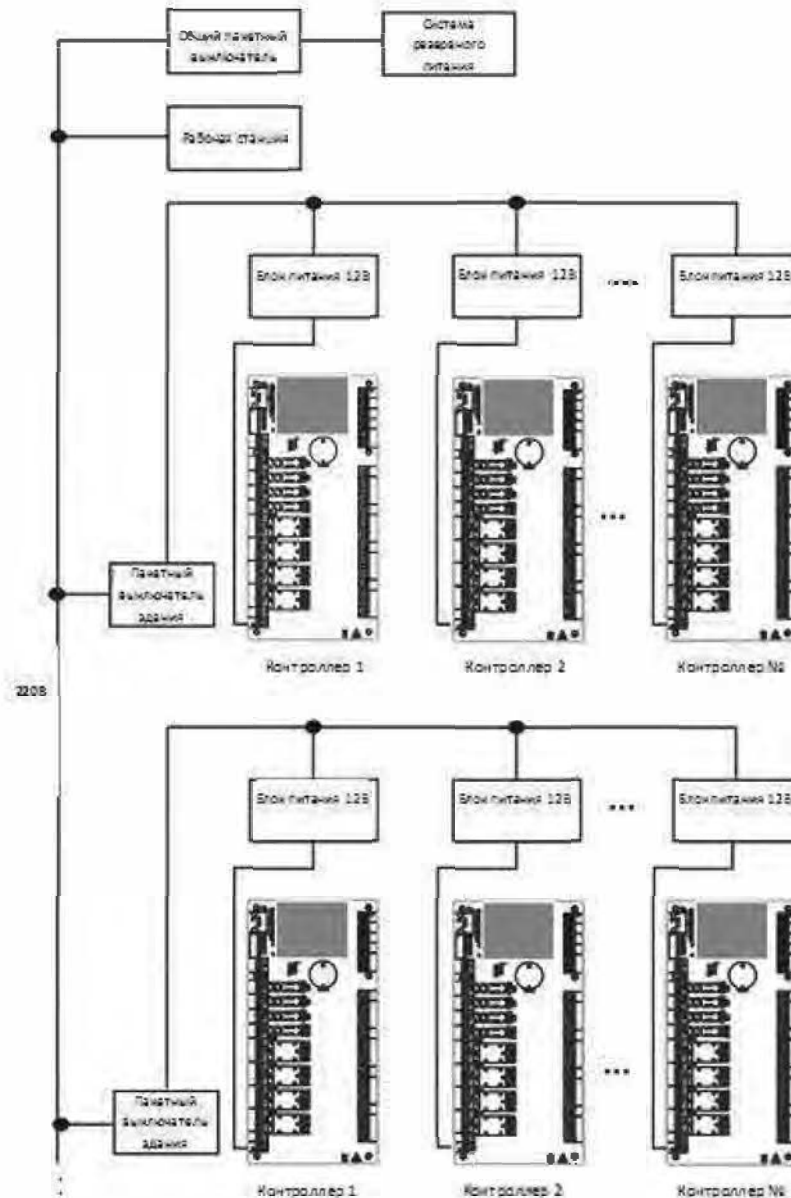 Общий пакетный
выключатель
Система
резервного
питания
Рабочая станция
Блок питания 12В
Блок питания 12В
.....
Блок питания 12В
...
Пакетный
выключатель
здания
Контроллер 1
Контроллер 2
Контроллер №
220В
Блок питания 12В
Блок питания 12В
...
Блок питания 12В
...
Пакетный
выключатель
здания
Контроллер 1
Контроллер 2
Контроллер №